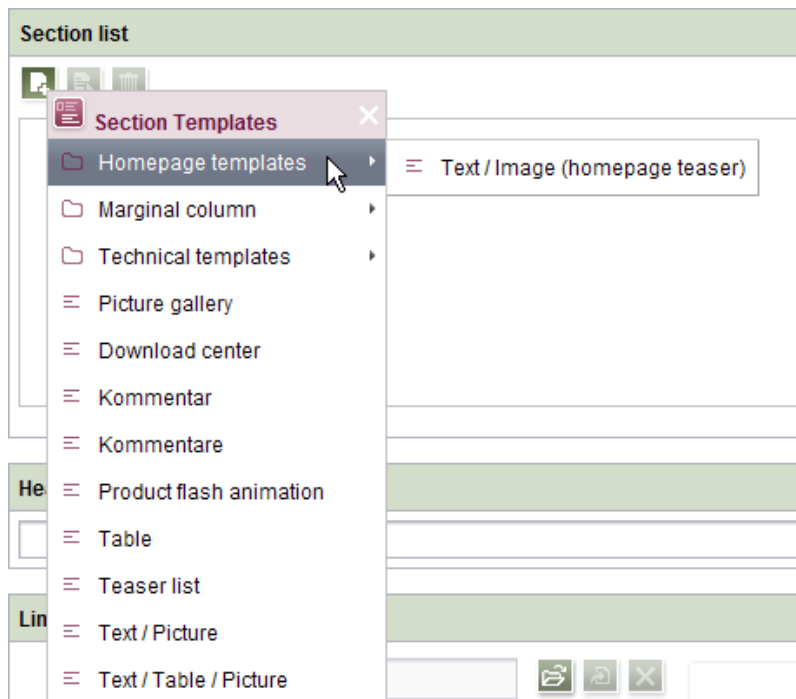 Section list
Section Templates
Homepage templates
Text / Image (homepage teaser)
Marginal column
Technical templates
Picture gallery
Download center
Kommentar
Kommentare
Product flash animation
Table
Teaser list
Text / Picture
Text / Table / Picture